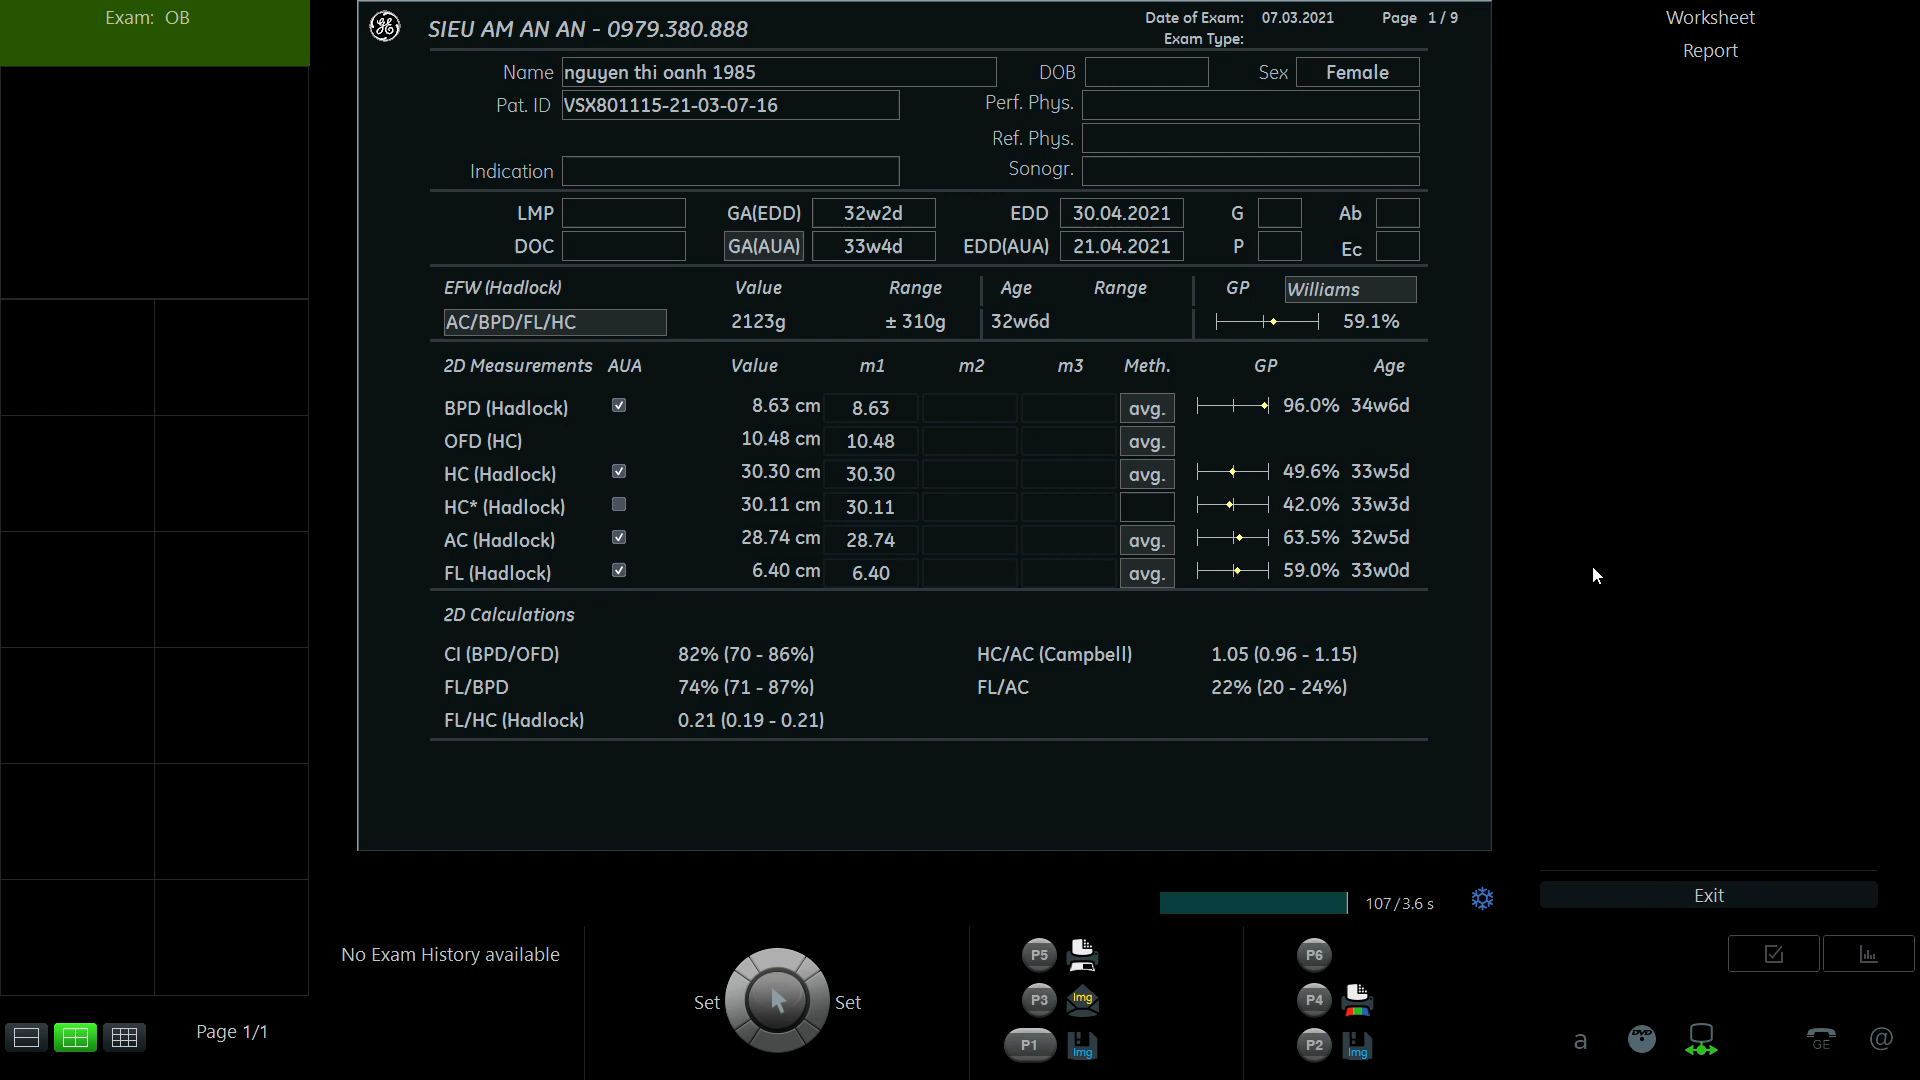 Exam: OB
SIEU AM AN AN - 0979.380.888
Date of Exam: 07.03.2021 Page 1 / 9
Exam Type:
Worksheet
Report
Name nguyen thi oanh 1985 DOB Sex Female
Pat. ID VSX801115-21-03-07-16 Perf. Phys.
Ref. Phys.
Indication Sonogr.
LMP GA(EDD) 32w2d EDD 30.04.2021 G Ab
DOC GA(AUA) 33w4d EDD(AUA) 21.04.2021 P Ec
EFW (Hadlock) Value Range Age Range GP Williams
AC/BPD/FL/HC 2123g ± 310g 32w6d 59.1%
2D Measurements AUA Value m1 m2 m3 Meth. GP Age
BPD (Hadlock) 8.63 cm 8.63 avg. 96.0% 34w6d
OFD (HC) 10.48 cm 10.48 avg.
HC (Hadlock) 30.30 cm 30.30 avg. 49.6% 33w5d
HC* (Hadlock) 30.11 cm 30.11 42.0% 33w3d
AC (Hadlock) 28.74 cm 28.74 avg. 63.5% 32w5d
FL (Hadlock) 6.40 cm 6.40 avg. 59.0% 33w0d
2D Calculations
CI (BPD/OFD) 82% (70 - 86%) HC/AC (Campbell) 1.05 (0.96 - 1.15)
FL/BPD 74% (71 - 87%) FL/AC 22% (20 - 24%)
FL/HC (Hadlock) 0.21 (0.19 - 0.21)
107 / 3.6 s
Exit
No Exam History available
Set Set
P5 P6
P3 Img P4
P1 Img P2 Img
Page 1/1
a DVD GE @